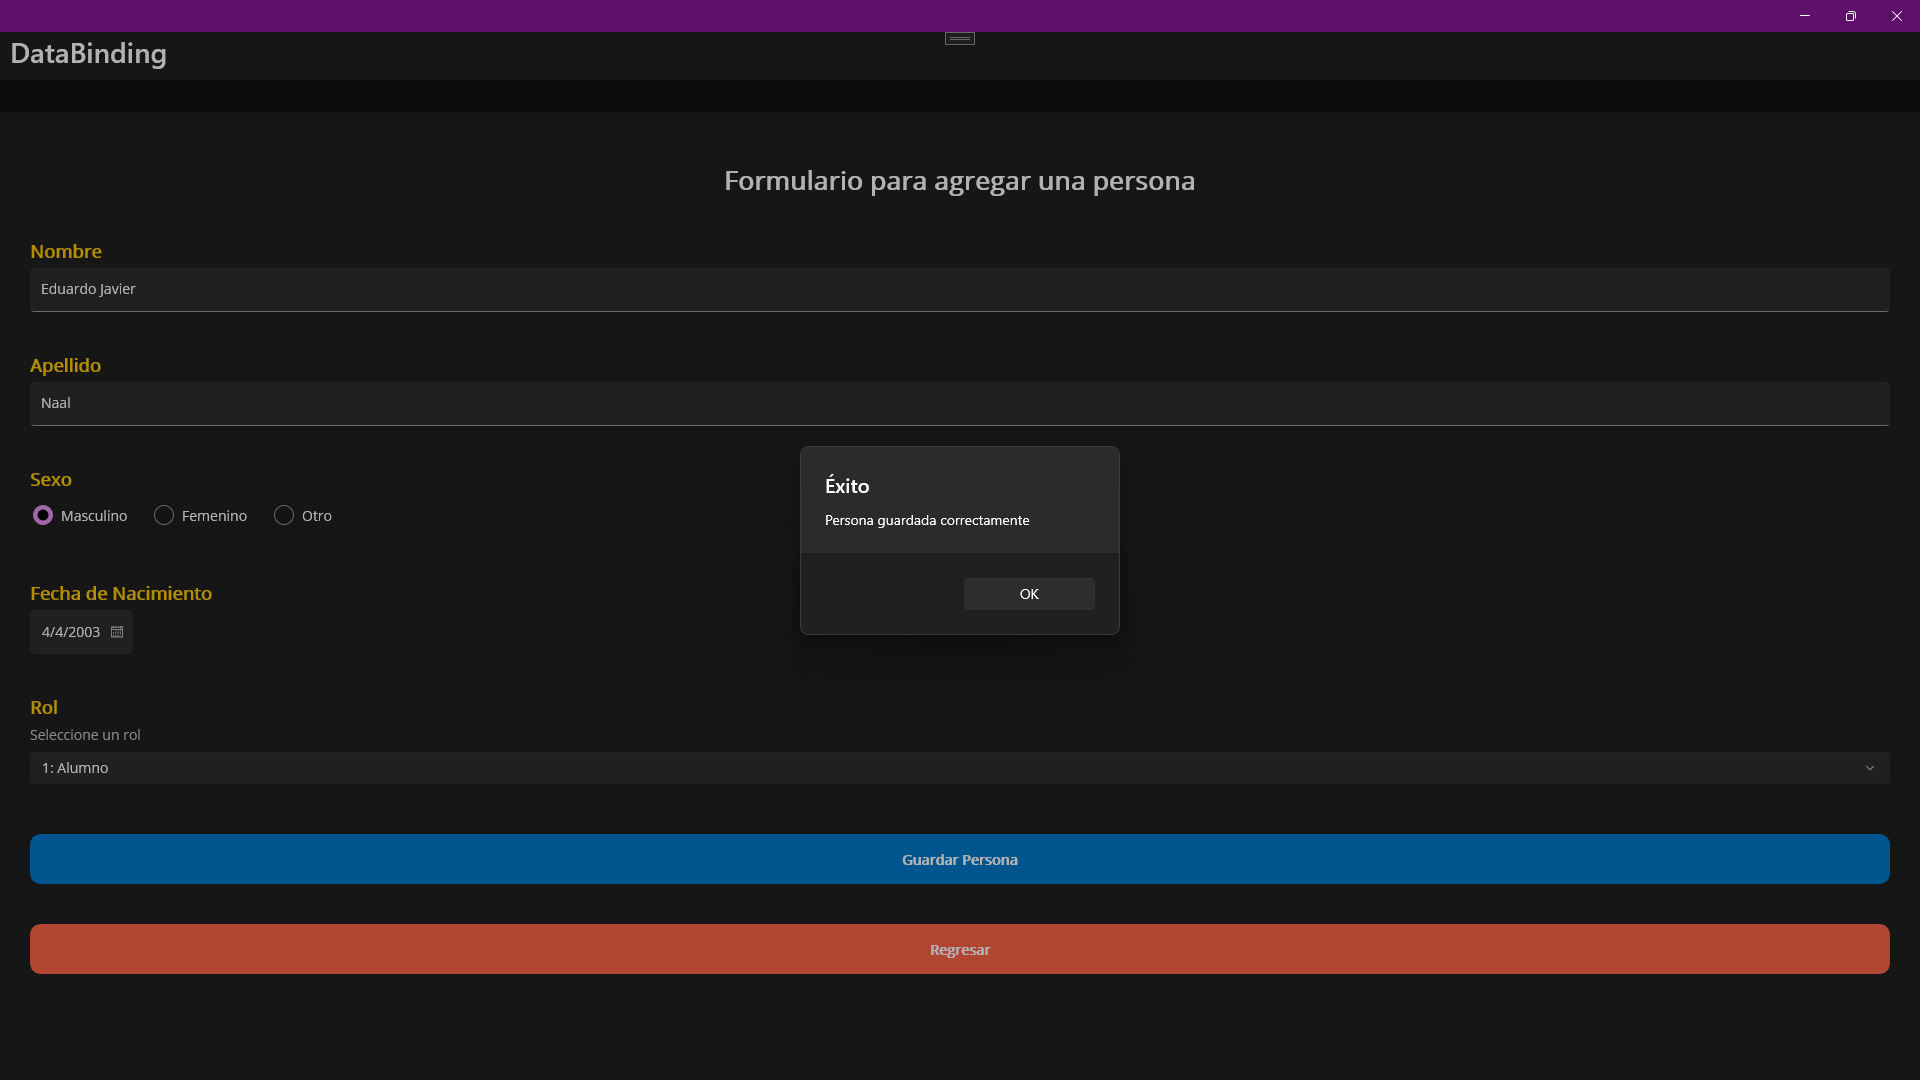 DataBinding
Formulario para agregar una persona
Nombre
Eduardo Javier
Apellido
Naal
Sexo
Masculino Femenino Otro
Éxito
Persona guardada correctamente
OK
Fecha de Nacimiento
4/4/2003
Rol
Seleccione un rol
1: Alumno
Guardar Persona
Regresar